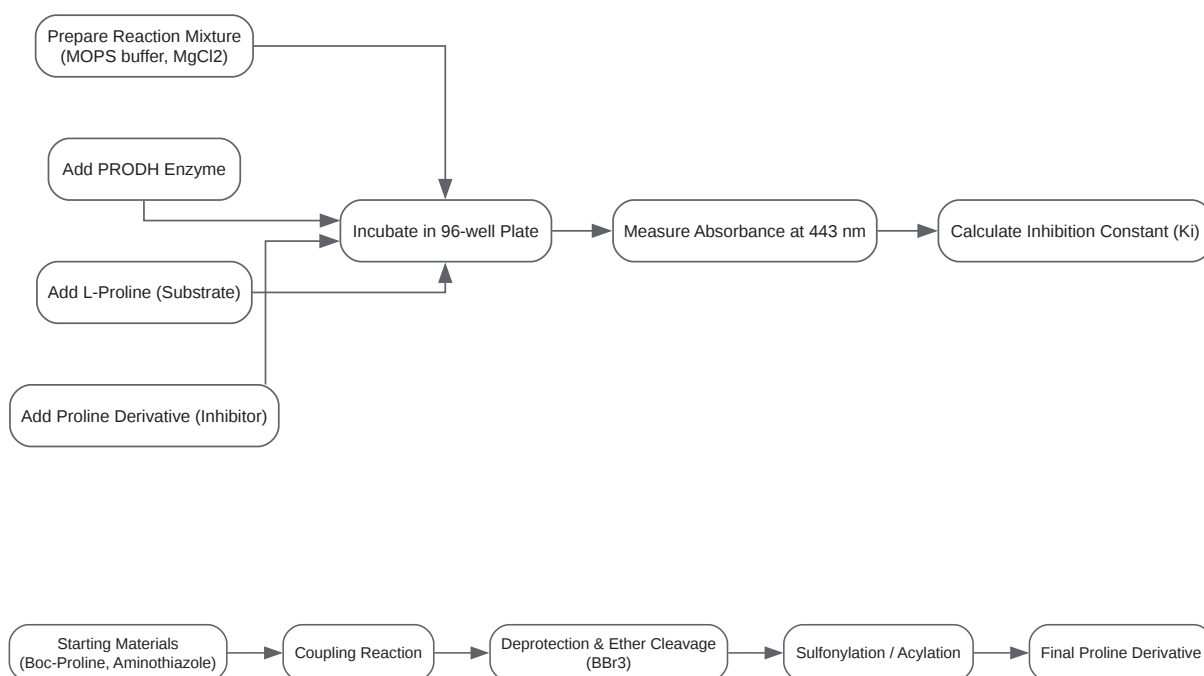 Prepare Reaction Mixture
(MOPS buffer, MgCl2)
Add PRODH Enzyme
Incubate in 96-well Plate
Measure Absorbance at 443 nm
Calculate Inhibition Constant (Ki)
Add L-Proline (Substrate)
Add Proline Derivative (Inhibitor)
Starting Materials
(Boc-Proline, Aminothiazole)
Coupling Reaction
Deprotection & Ether Cleavage
(BBr3)
Sulfonylation / Acylation
Final Proline Derivative